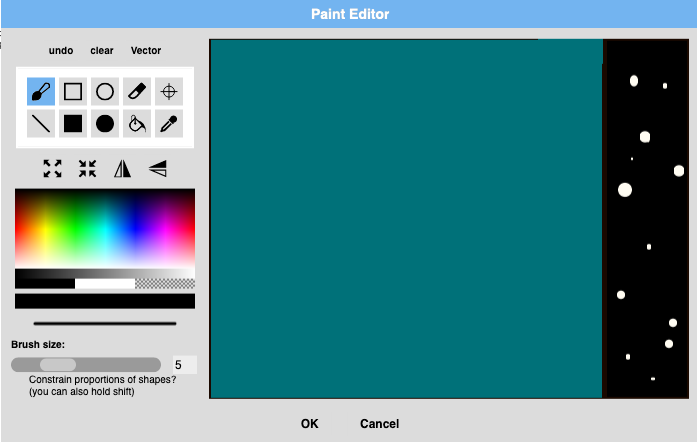 Paint Editor
undo clear Vector
Brush size:
5
Constrain proportions of shapes?
(you can also hold shift)
OK Cancel